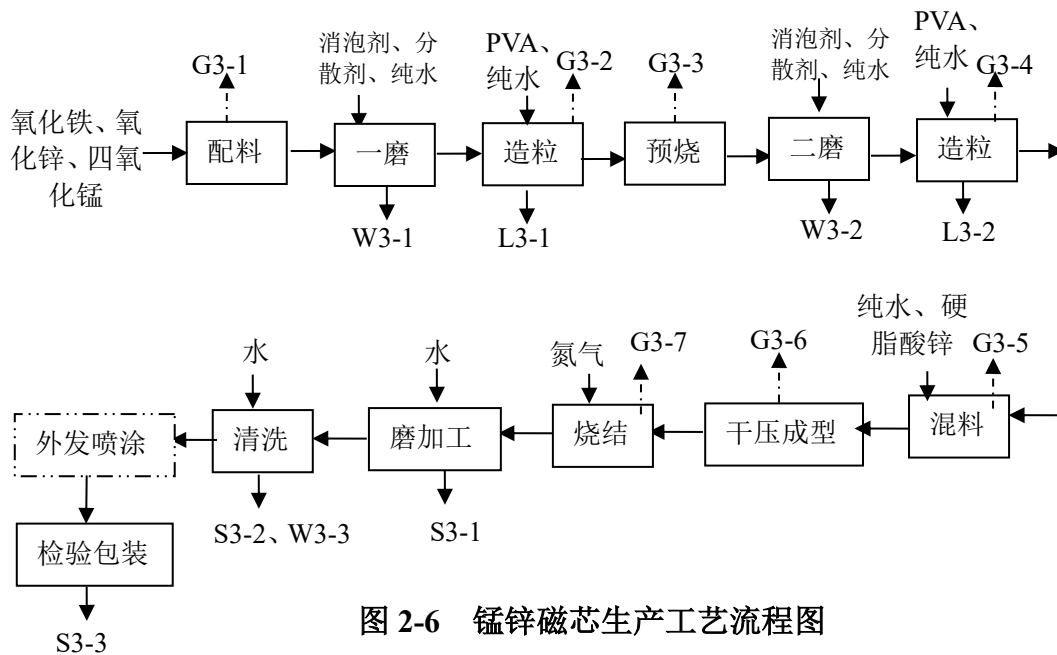 G3-1
消泡剂、分
散剂、纯水
PVA、
纯水
G3-2
G3-3
消泡剂、分
散剂、纯水
PVA、
纯水
G3-4
氧化铁、氧
化锌、四氧
化锰
配料
一磨
造粒
预烧
二磨
造粒
W3-1
L3-1
W3-2
L3-2
水
水
氮气
G3-7
G3-6
纯水、硬
脂酸锌
G3-5
外发喷涂
清洗
磨加工
烧结
干压成型
混料
S3-2、W3-3
S3-1
检验包装
S3-3
图 2-6 锰锌磁芯生产工艺流程图